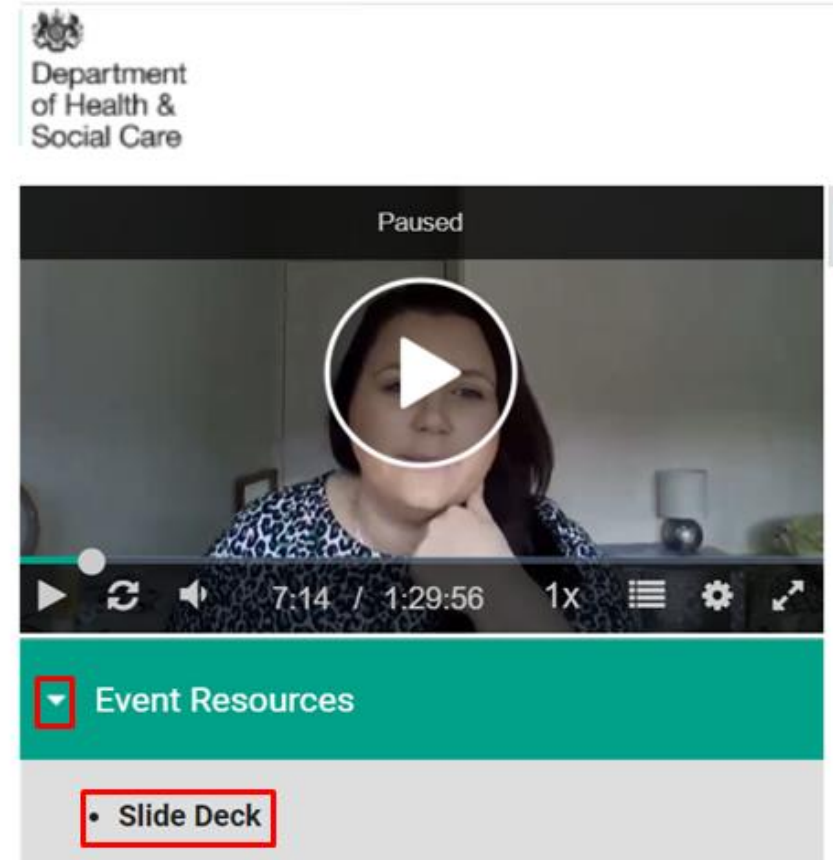 Department
of Health &
Social Care
Paused
7:14 / 1:29:56 1x
Event Resources
• Slide Deck